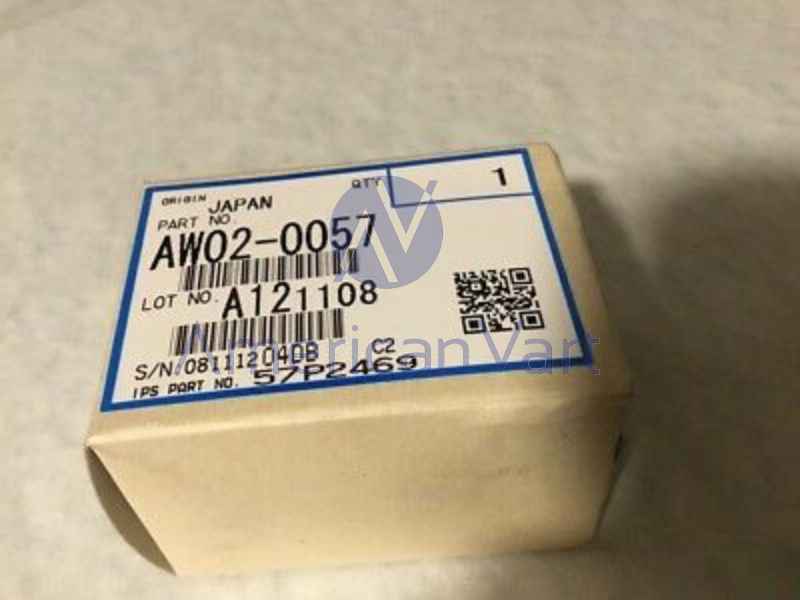 ORIGIN JAPAN
QTY 1
PART NO.
AW02-0057
LOT NO. A121108
S/N 081112040B C2
IPS PART NO. 57P2469
American Vart